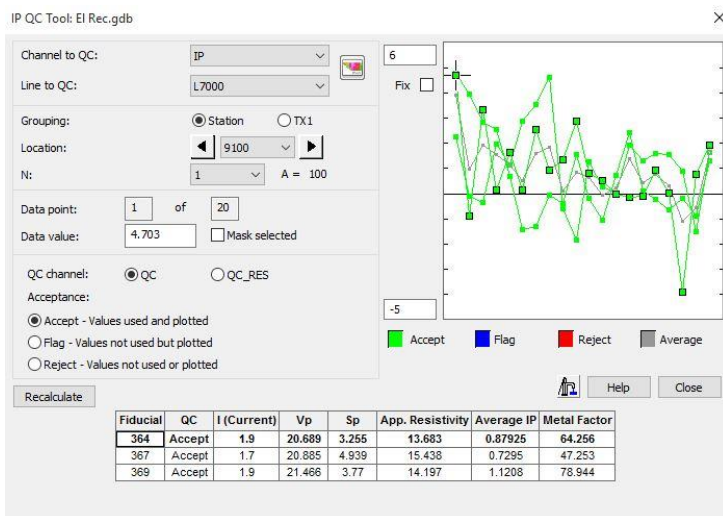 IP QC Tool: El Rec.gdb
Channel to QC: IP
Line to QC: L7000
Grouping: Station TX1
Location: 9100
N: 1 A = 100
Data point: 1 of 20
Data value: 4.703 Mask selected
QC channel: QC QC_RES
Acceptance:
Accept - Values used and plotted
Flag - Values not used but plotted
Reject - Values not used or plotted
6
Fix
-5
Accept Flag Reject Average
Recalculate
Help Close
Fiducial QC I (Current) Vp Sp App. Resistivity Average IP Metal Factor
364 Accept 1.9 20.689 3.255 13.683 0.87925 64.256
367 Accept 1.7 20.885 4.939 15.438 0.7295 47.253
369 Accept 1.9 21.466 3.77 14.197 1.1208 78.944